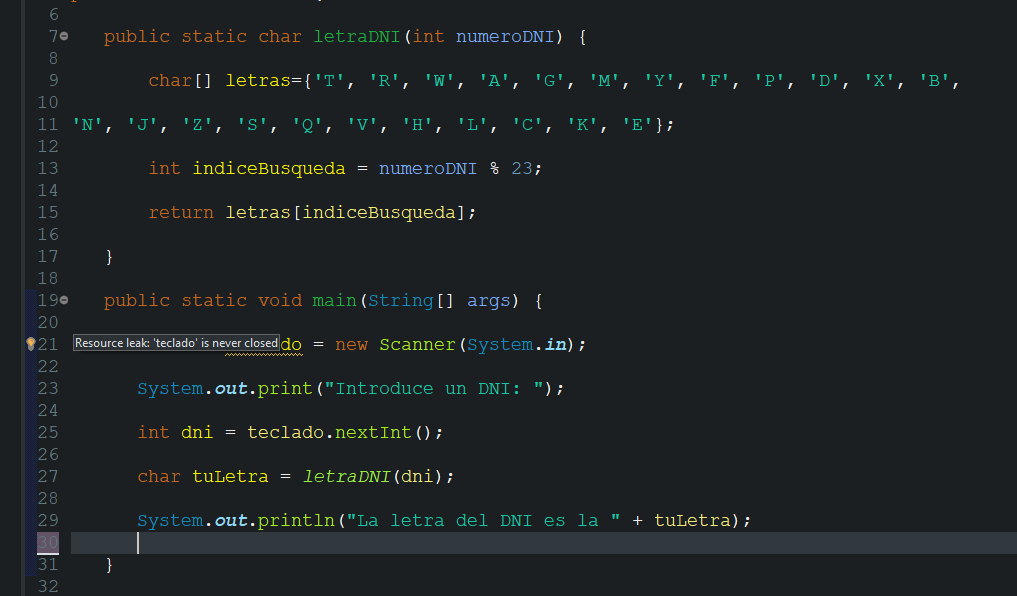 6
7 public static char letraDNI(int numeroDNI) {
8
9 char[] letras={'T', 'R', 'W', 'A', 'G', 'M', 'Y', 'F', 'P', 'D', 'X', 'B',
10
11 'N', 'J', 'Z', 'S', 'Q', 'V', 'H', 'L', 'C', 'K', 'E'};
12
13 int indiceBusqueda = numeroDNI % 23;
14
15 return letras[indiceBusqueda];
16
17 }
18
19 public static void main(String[] args) {
20
21 Resource leak: 'teclado' is never closed do = new Scanner(System.in);
22
23 System.out.print("Introduce un DNI: ");
24
25 int dni = teclado.nextInt();
26
27 char tuLetra = letraDNI(dni);
28
29 System.out.println("La letra del DNI es la " + tuLetra);
30
31 }
32